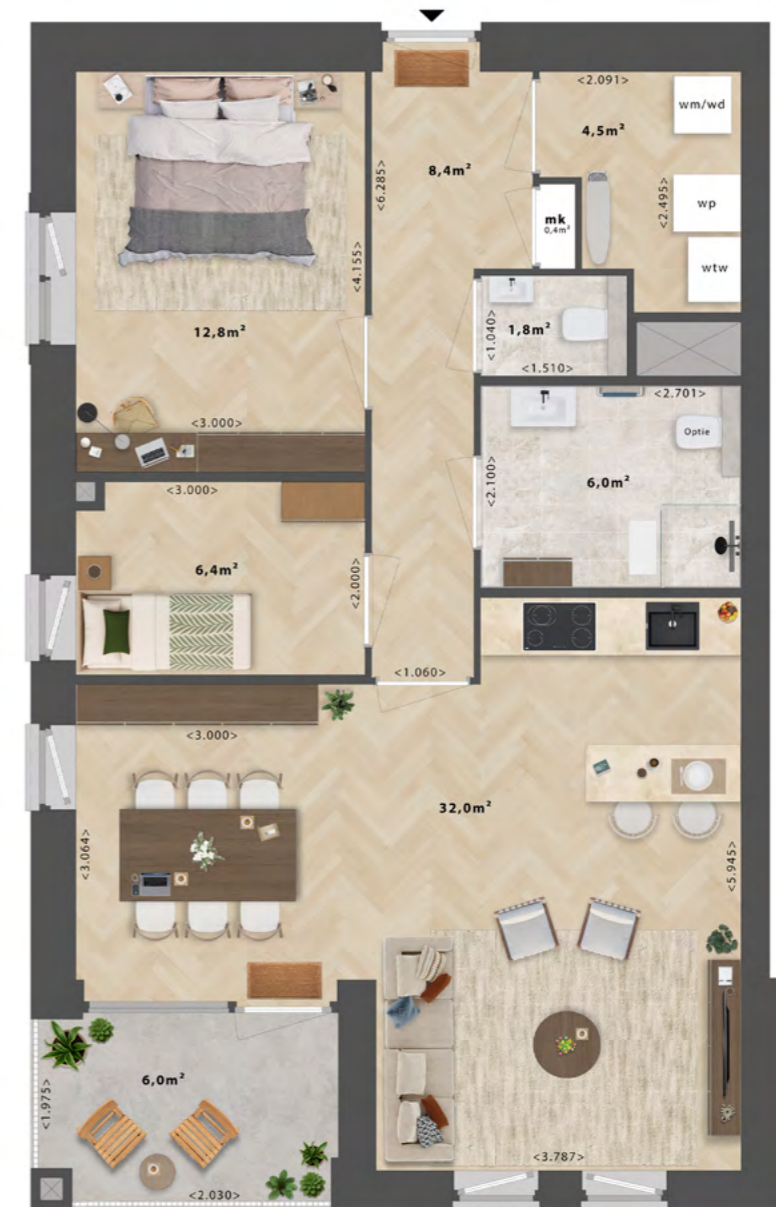 <2.091>
wm/wd
4,5m²
8,4m²
<6.285>
<2.495>
wp
mk
0,4m²
<4.155>
wtw
12,8m²
<1.040>
1,8m²
<1.510>
<3.000>
<2.701>
Optie
<2.100>
6,0m²
<3.000>
6,4m²
<2.000>
<1.060>
<3.000>
32,0m²
<3.064>
<5.945>
6,0m²
<1.975>
<3.787>
<2.030>